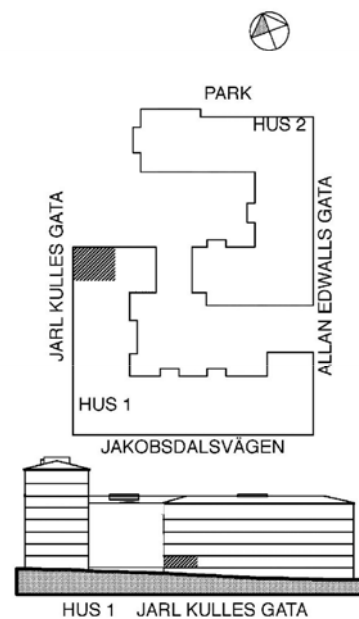 PARK
HUS 2
JARL KULLES GATA
ALLAN EDWALLS GATA
HUS 1
JAKOBSDALSVÄGEN
HUS 1 JARL KULLES GATA